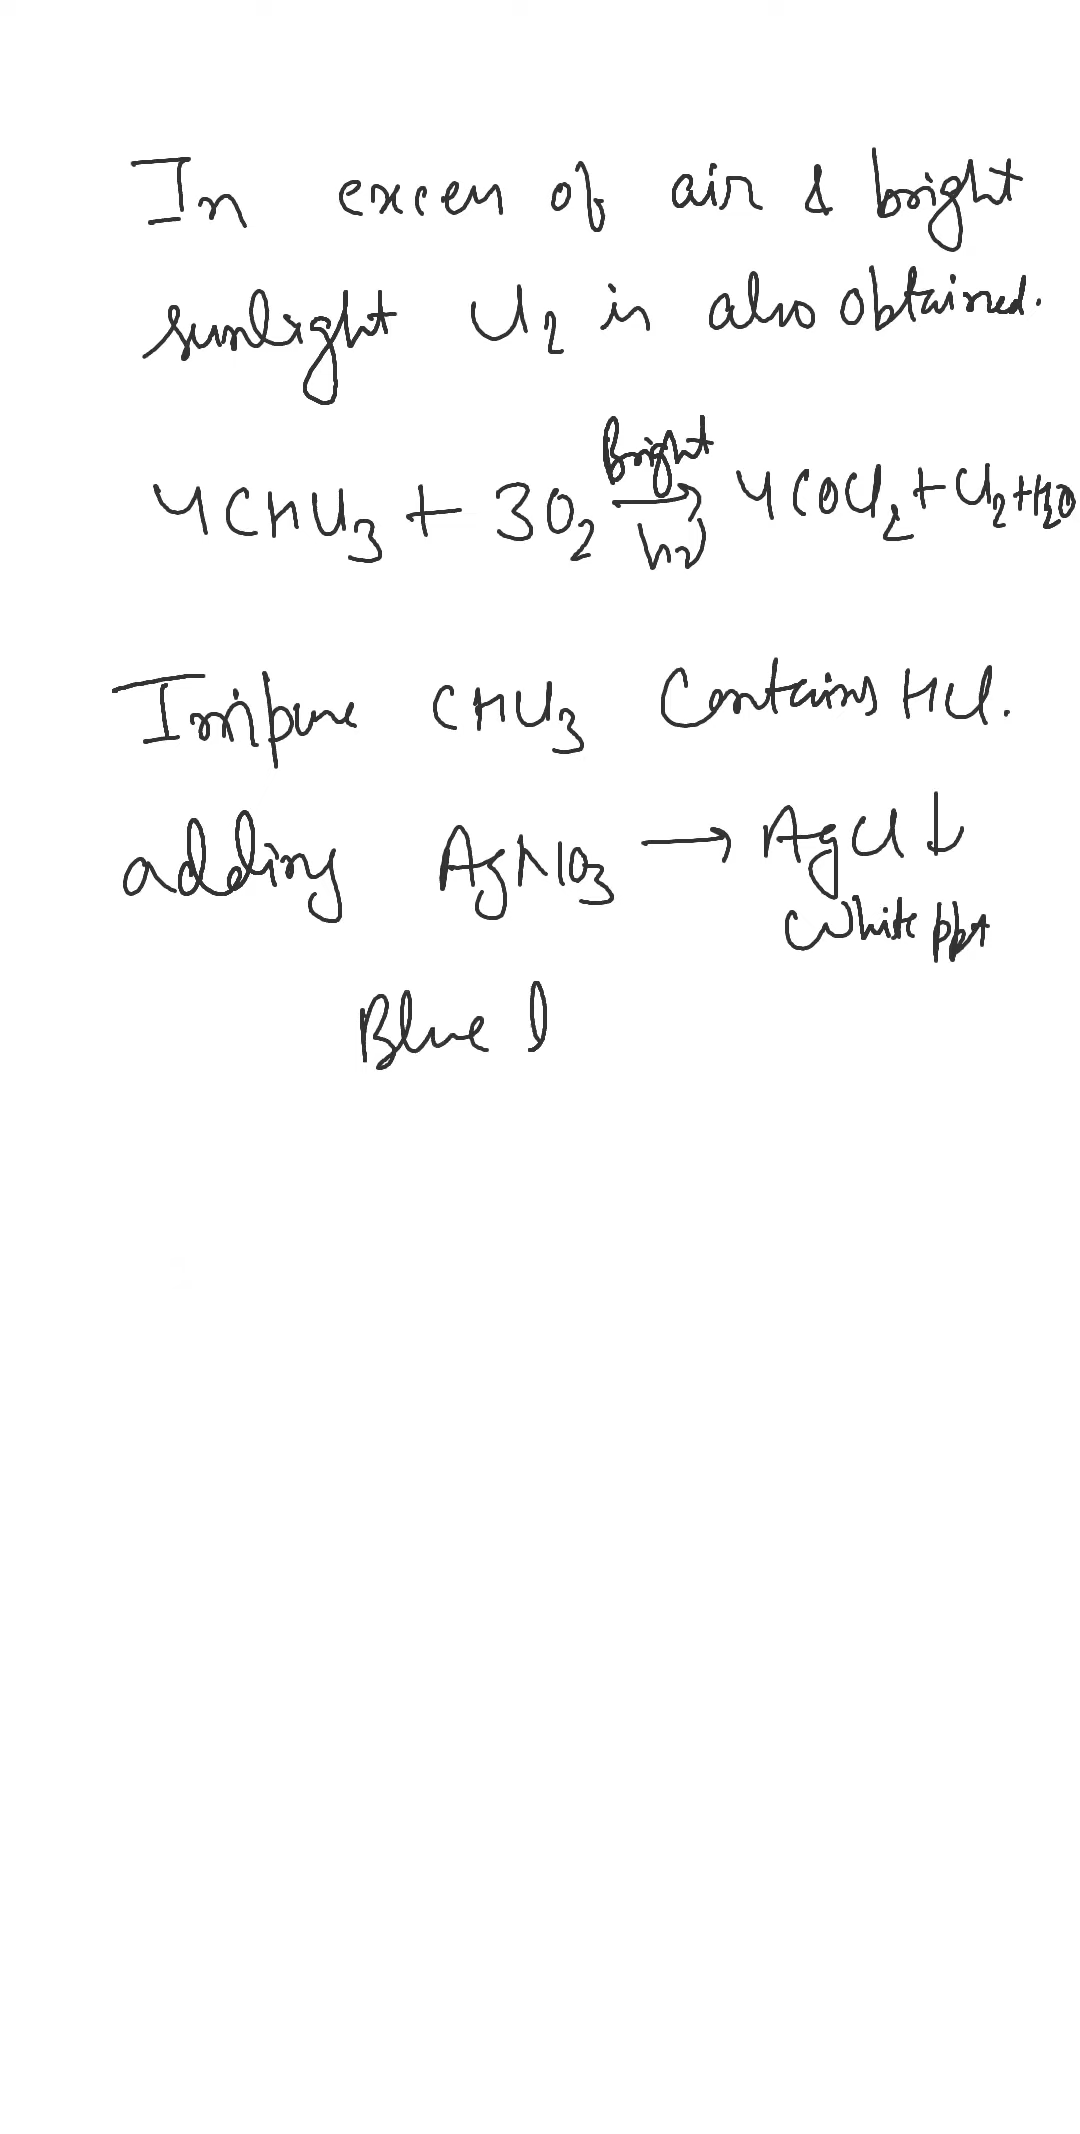 In excess of air & bright
sunlight Cl2 is also obtained.
4CHCl3 + 3O2 Bright → hν 4COCl2 + Cl2 + H2O
Impure CHCl3 Contains HCl.
adding AgNO3 → AgCl ↓
White ppt
Blue l